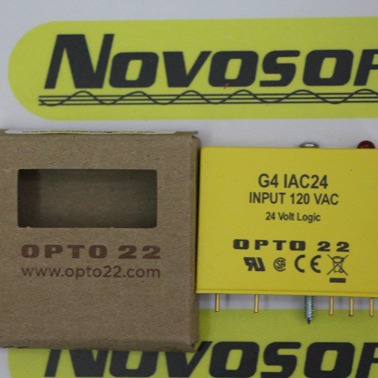 NOVOSOF
G4 IAC24
INPUT 120 VAC
24 Volt Logic
OPTO 22
OPTO 22
www.opto22.com
NOVOSOF